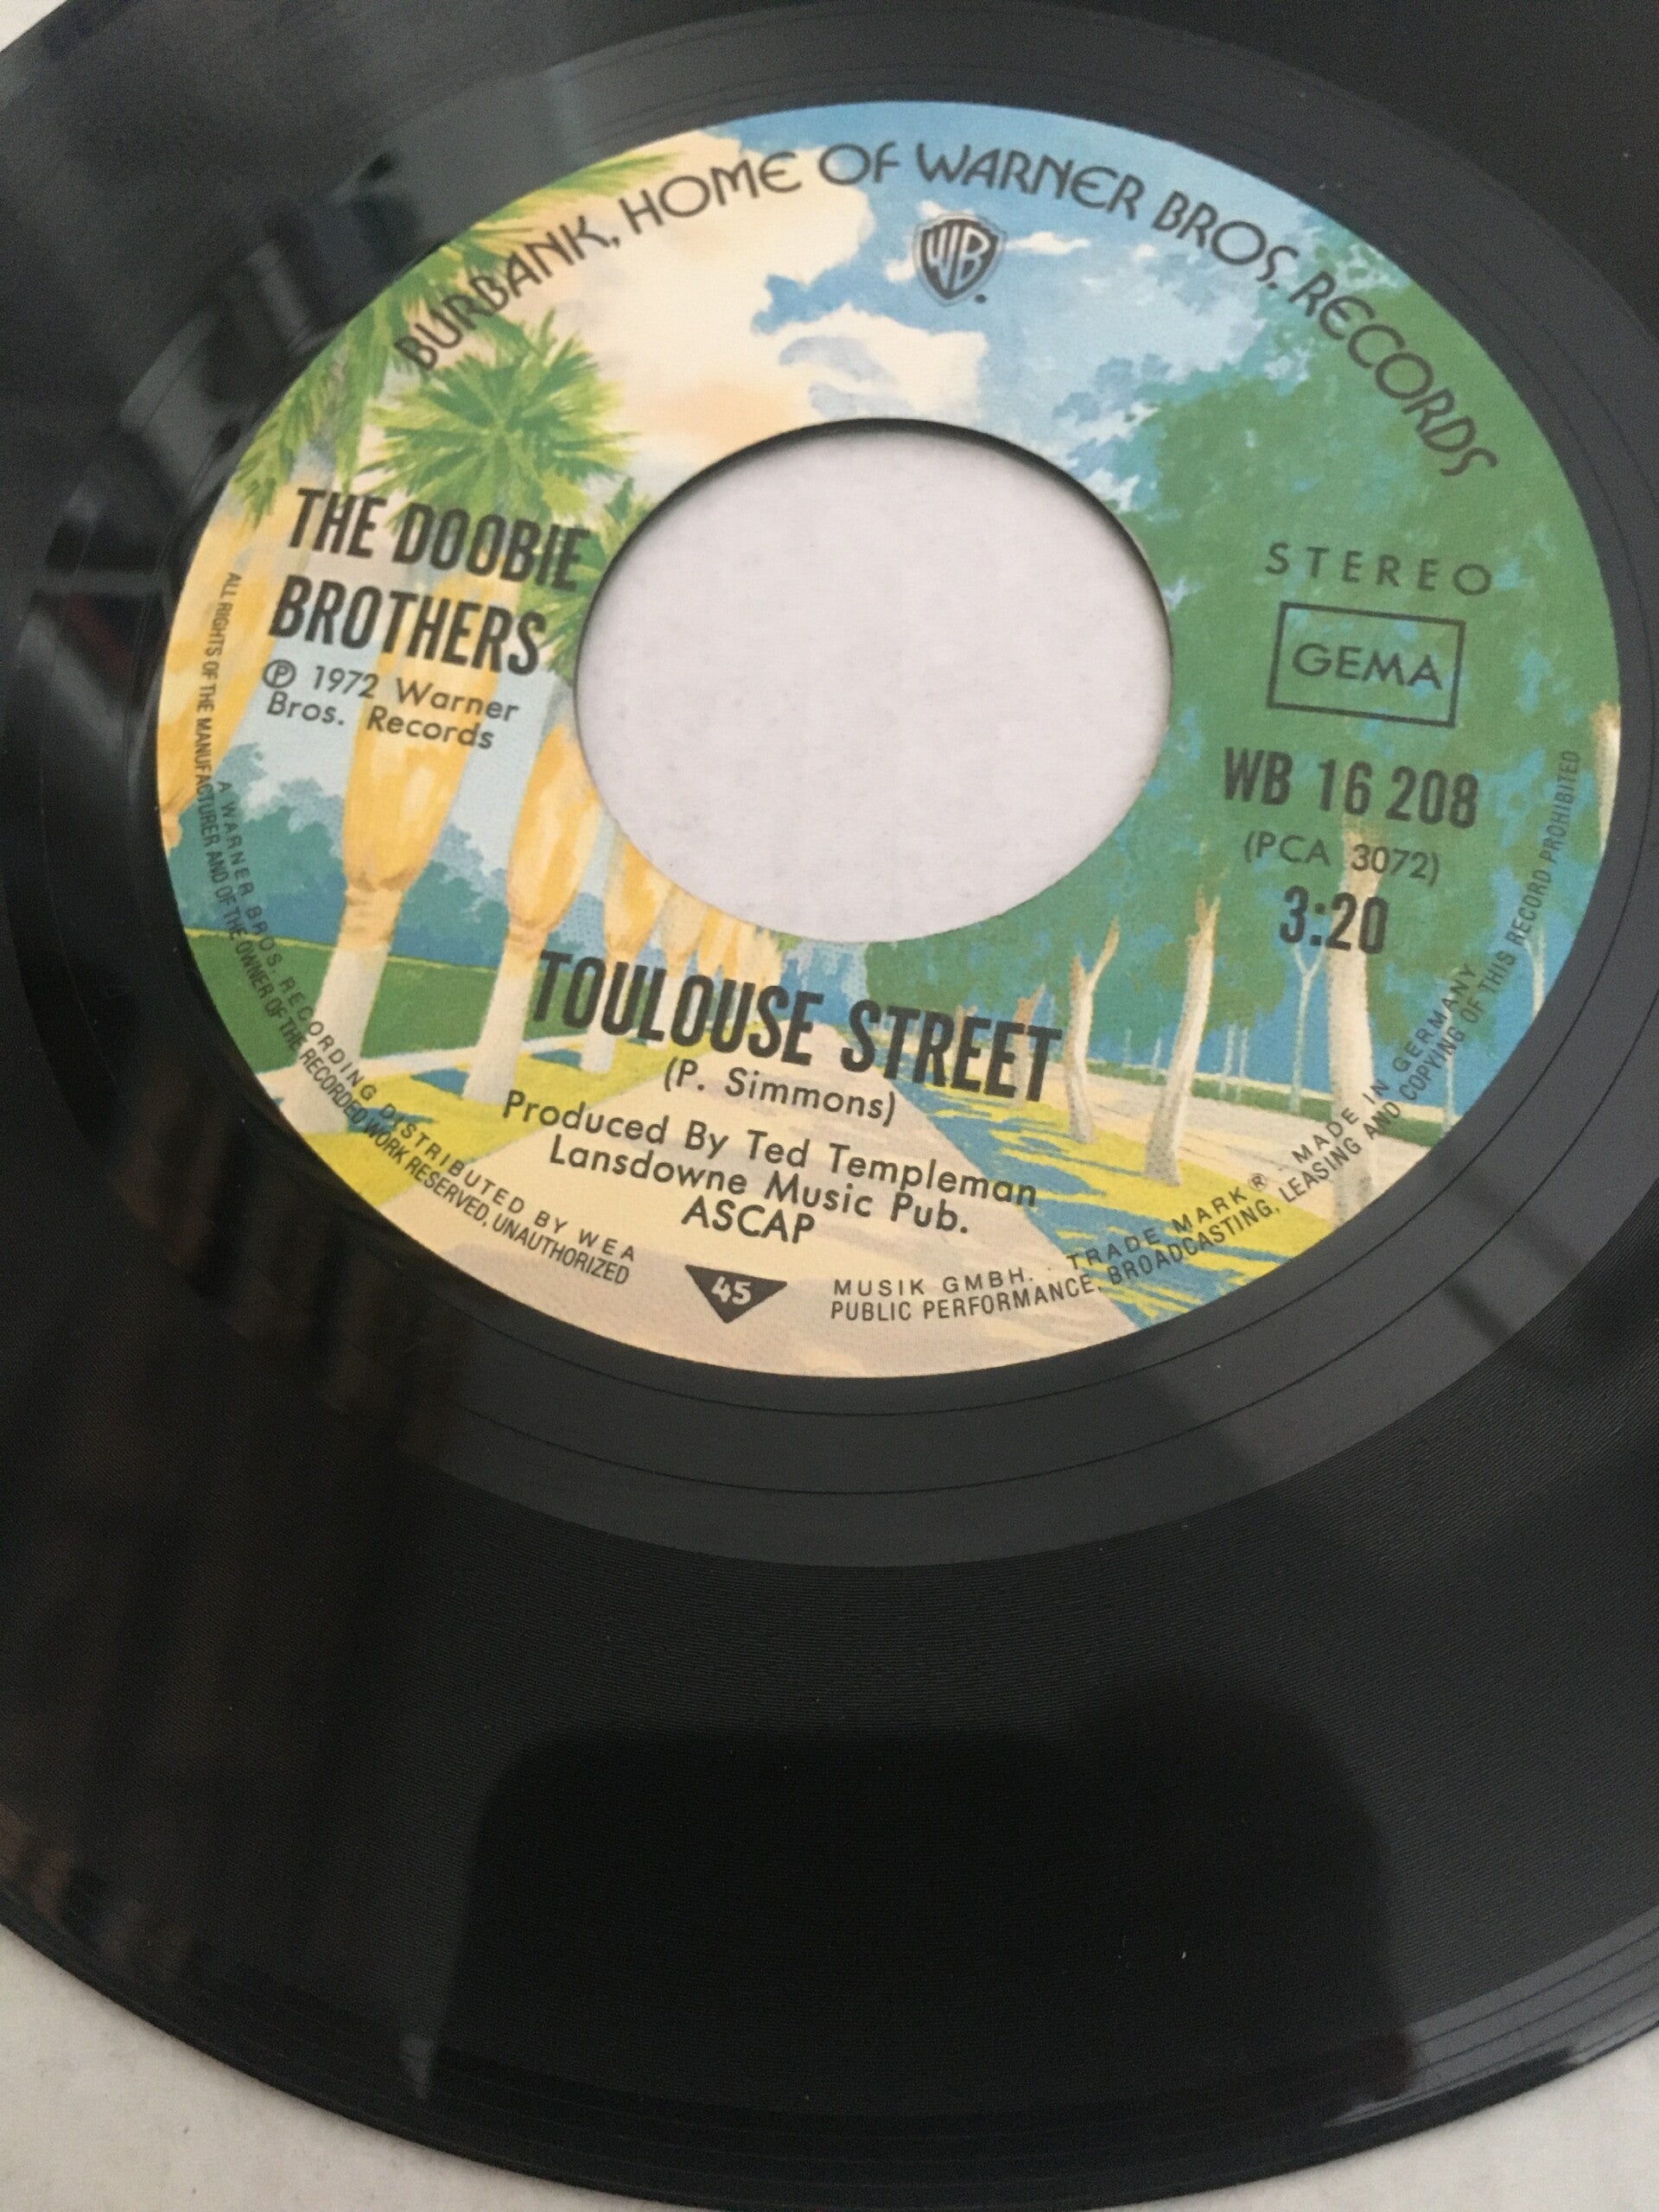 BURBANK, HOME OF WARNER BROS. RECORDS
WB
THE DOOBIE
BROTHERS
℗ 1972 Warner
Bros. Records
STEREO
GEMA
WB 16 208
(PCA 3072)
3:20
TOULOUSE STREET
(P. Simmons)
Produced By Ted Templeman
Lansdowne Music Pub.
ASCAP
45
A WARNER BROS. RECORDING DISTRIBUTED BY WEA MUSIK GMBH. · TRADE MARK ® · MADE IN GERMANY
ALL RIGHTS OF THE MANUFACTURER AND OF THE OWNER OF THE RECORDED WORK RESERVED, UNAUTHORIZED PUBLIC PERFORMANCE, BROADCASTING, LEASING AND COPYING OF THIS RECORD PROHIBITED